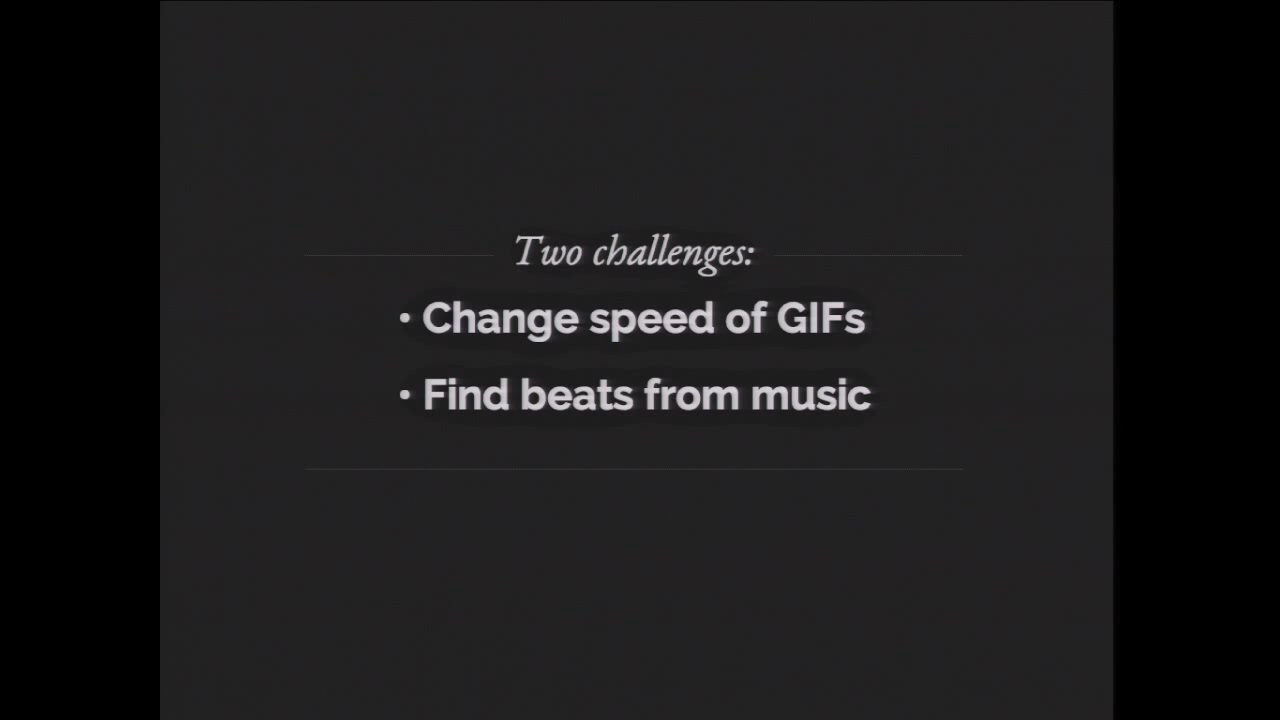 Two challenges:
• Change speed of GIFs
• Find beats from music